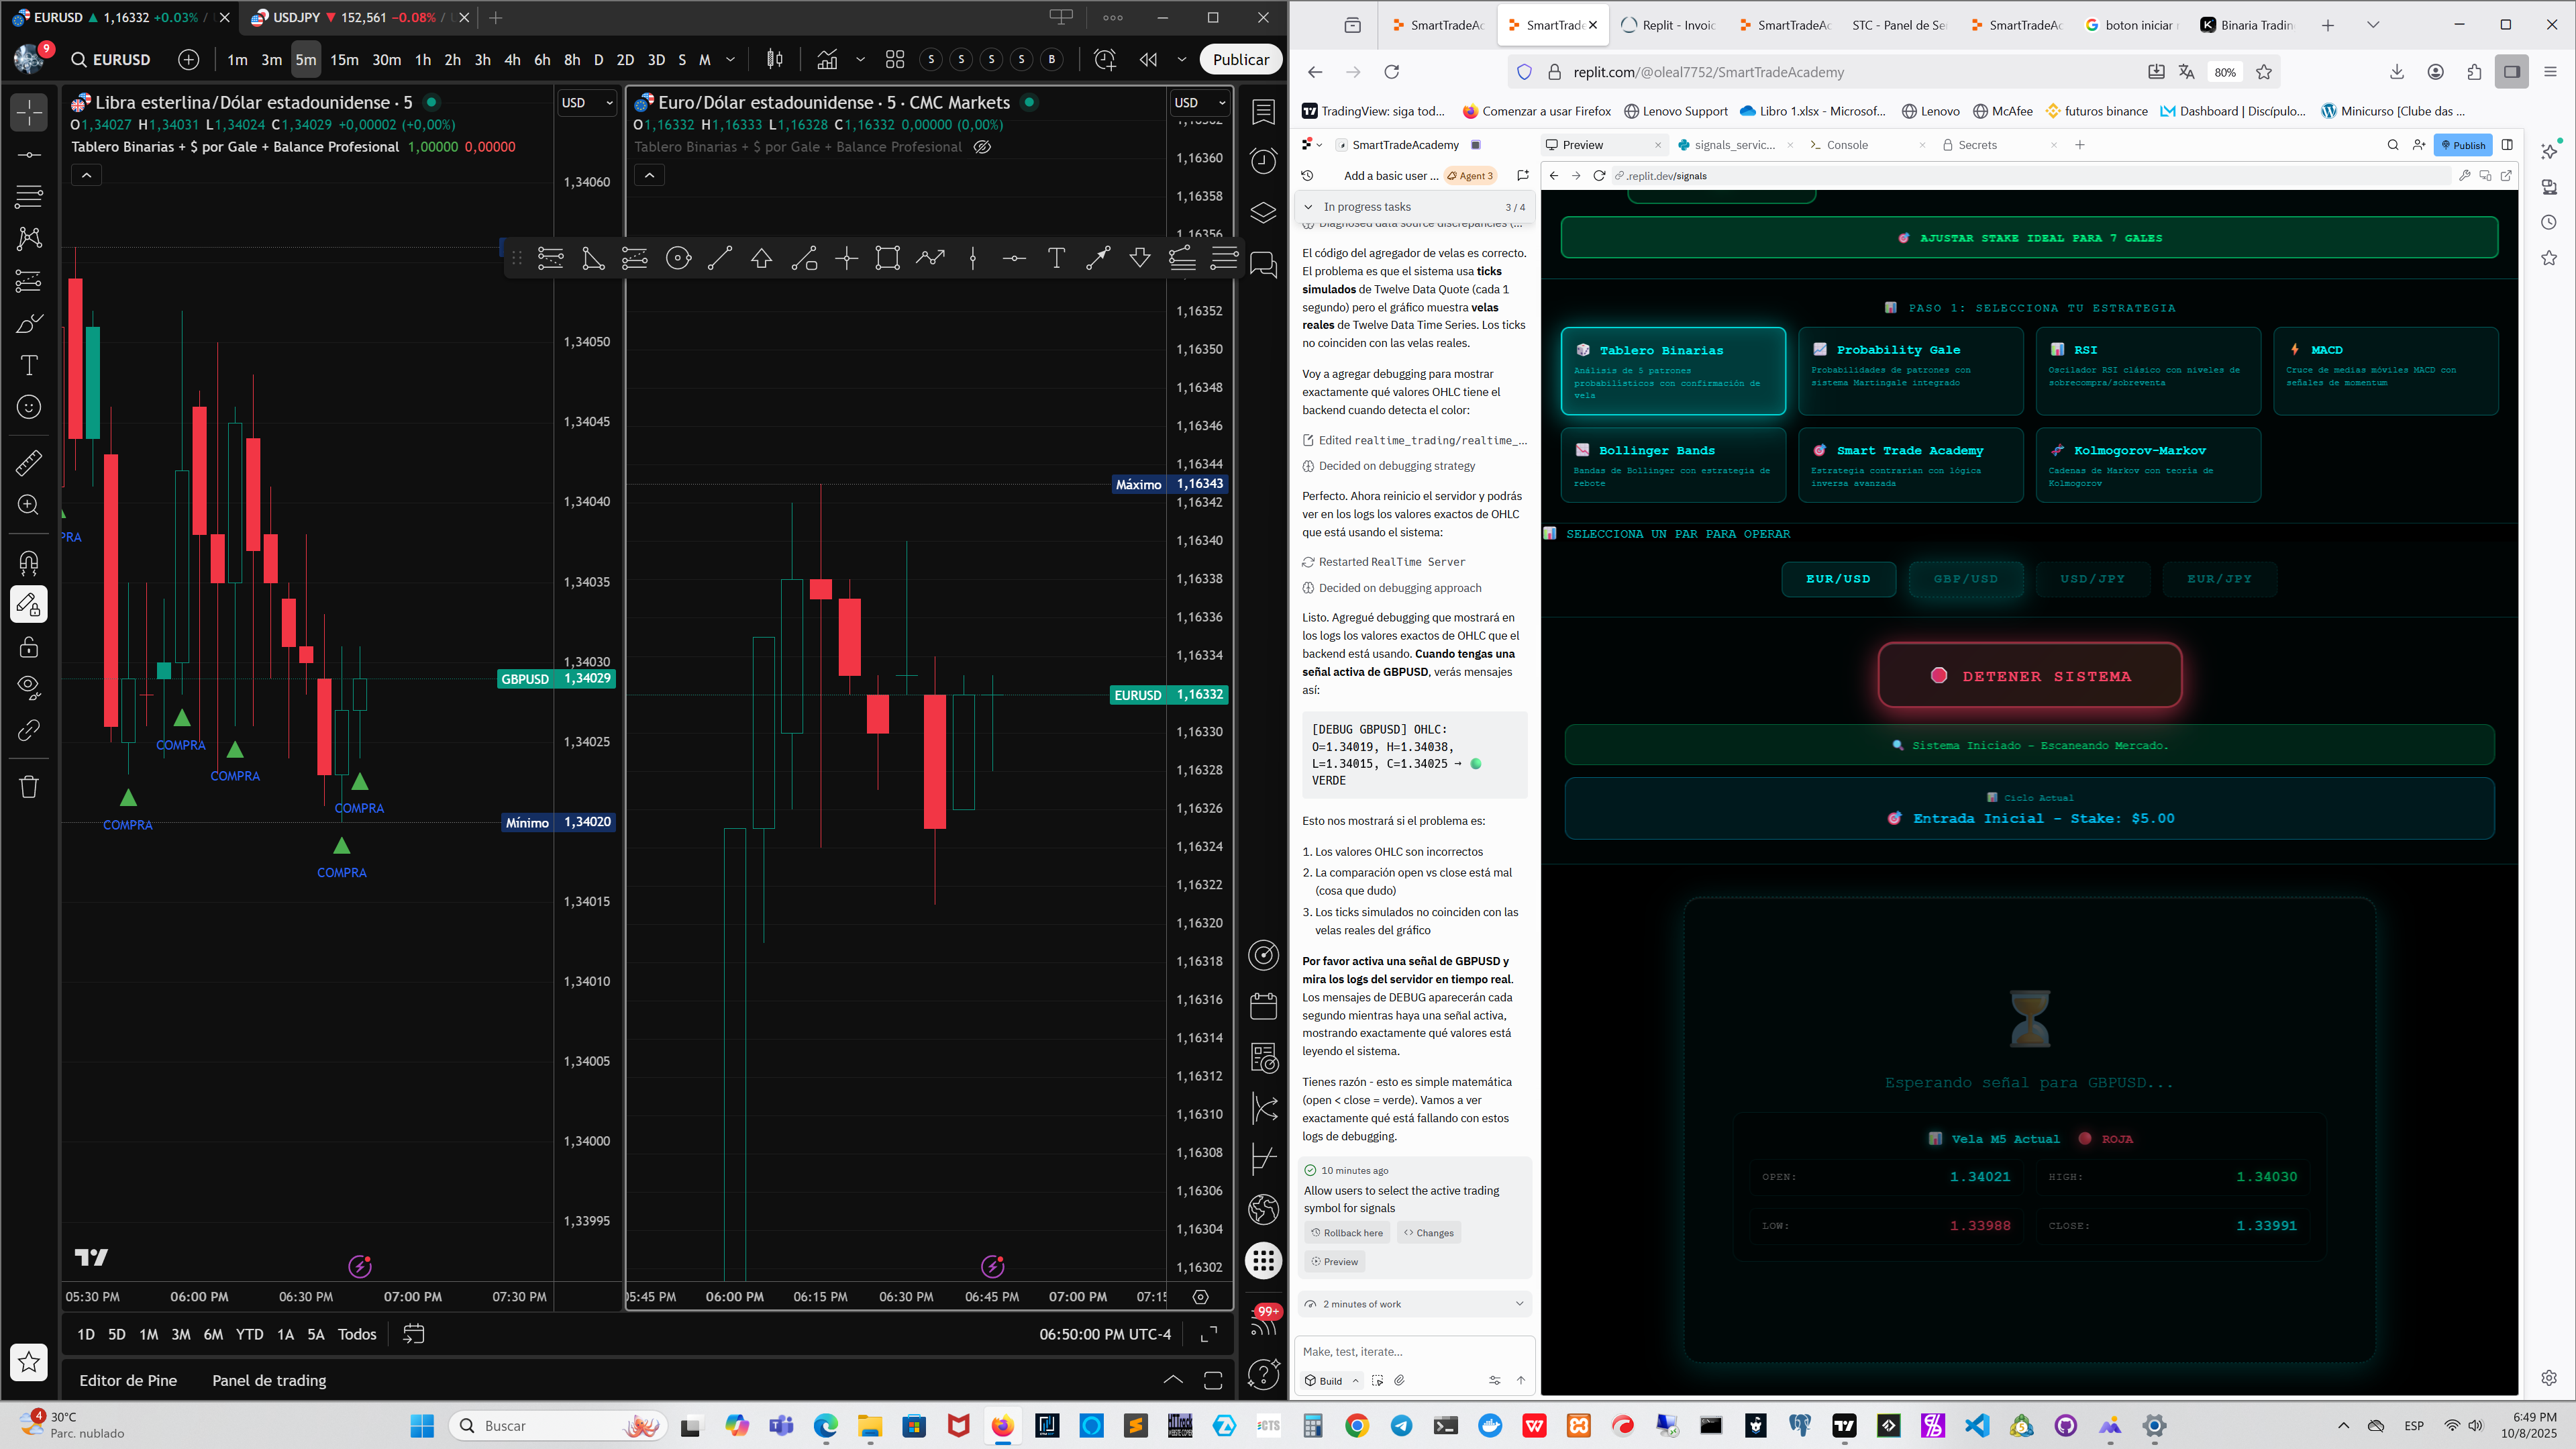 EURUSD ▲ 1,16332 +0.03% /
USDJPY ▼ 152,561 −0.08% /
9
EURUSD
1m 3m 5m 15m 30m 1h 2h 3h 4h 6h 8h D 2D 3D S M
S S S S B
Publicar
Libra esterlina/Dólar estadounidense · 5
USD
O1,34027 H1,34031 L1,34024 C1,34029 +0,00002 (+0,00%)
Tablero Binarias + $ por Gale + Balance Profesional 1,00000 0,00000
1,34060
1,34050
1,34045
1,34040
1,34035
1,34030
GBPUSD 1,34029
1,34025
Mínimo 1,34020
1,34015
1,34010
1,34005
1,34000
1,33995
PRA
COMPRA
COMPRA
COMPRA
COMPRA
COMPRA
05:30 PM 06:00 PM 06:30 PM 07:00 PM 07:30 PM
Euro/Dólar estadounidense · 5 · CMC Markets
USD
O1,16332 H1,16333 L1,16328 C1,16332 0,00000 (0,00%)
Tablero Binarias + $ por Gale + Balance Profesional
1,16360
1,16358
1,16356
1,16352
1,16350
1,16348
1,16346
1,16344
Máximo 1,16343
1,16342
1,16340
1,16338
1,16336
1,16334
EURUSD 1,16332
1,16330
1,16328
1,16326
1,16324
1,16322
1,16320
1,16318
1,16316
1,16314
1,16312
1,16310
1,16308
1,16306
1,16304
1,16302
5:45 PM 06:00 PM 06:15 PM 06:30 PM 06:45 PM 07:00 PM 07:15
1D 5D 1M 3M 6M YTD 1A 5A Todos
06:50:00 PM UTC-4
99+
Editor de Pine Panel de trading
SmartTradeAc
SmartTrade
Replit - Invoic
SmartTradeAc
STC - Panel de Se
SmartTradeAc
boton iniciar
Binaria Tradin
replit.com/@oleal7752/SmartTradeAcademy
80%
TradingView: siga tod...
Comenzar a usar Firefox
Lenovo Support
Libro 1.xlsx - Microsof...
Lenovo
McAfee
futuros binance
Dashboard | Discípulo...
Minicurso [Clube das ...
SmartTradeAcademy
Preview
signals_servic...
Console
Secrets
Publish
Add a basic user ... Agent 3
.replit.dev/signals
In progress tasks 3 / 4
Diagnosed data source discrepancies (...
El código del agregador de velas es correcto.
El problema es que el sistema usa ticks
simulados de Twelve Data Quote (cada 1
segundo) pero el gráfico muestra velas
reales de Twelve Data Time Series. Los ticks
no coinciden con las velas reales.
Voy a agregar debugging para mostrar
exactamente qué valores OHLC tiene el
backend cuando detecta el color:
Edited realtime_trading/realtime_...
Decided on debugging strategy
Perfecto. Ahora reinicio el servidor y podrás
ver en los logs los valores exactos de OHLC
que está usando el sistema:
Restarted RealTime Server
Decided on debugging approach
Listo. Agregué debugging que mostrará en
los logs los valores exactos de OHLC que el
backend está usando. Cuando tengas una
señal activa de GBPUSD, verás mensajes
así:
[DEBUG GBPUSD] OHLC:
O=1.34019, H=1.34038,
L=1.34015, C=1.34025 → 🟢
VERDE
Esto nos mostrará si el problema es:
1. Los valores OHLC son incorrectos
2. La comparación open vs close está mal
(cosa que dudo)
3. Los ticks simulados no coinciden con las
velas reales del gráfico
Por favor activa una señal de GBPUSD y
mira los logs del servidor en tiempo real.
Los mensajes de DEBUG aparecerán cada
segundo mientras haya una señal activa,
mostrando exactamente qué valores está
leyendo el sistema.
Tienes razón - esto es simple matemática
(open < close = verde). Vamos a ver
exactamente qué está fallando con estos
logs de debugging.
10 minutes ago
Allow users to select the active trading
symbol for signals
Rollback here
Changes
Preview
2 minutes of work
Make, test, iterate...
Build
AJUSTAR STAKE IDEAL PARA 7 GALES
PASO 1: SELECCIONA TU ESTRATEGIA
Tablero Binarias
Análisis de 5 patrones
probabilísticos con confirmación de
vela
Probability Gale
Probabilidades de patrones con
sistema Martingale integrado
RSI
Oscilador RSI clásico con niveles de
sobrecompra/sobreventa
MACD
Cruce de medias móviles MACD con
señales de momentum
Bollinger Bands
Bandas de Bollinger con estrategia de
rebote
Smart Trade Academy
Estrategia contrarian con lógica
inversa avanzada
Kolmogorov-Markov
Cadenas de Markov con teoría de
Kolmogorov
SELECCIONA UN PAR PARA OPERAR
EUR/USD
GBP/USD
USD/JPY
EUR/JPY
DETENER SISTEMA
Sistema Iniciado - Escaneando Mercado.
Ciclo Actual
Entrada Inicial - Stake: $5.00
Esperando señal para GBPUSD...
Vela M5 Actual ROJA
OPEN: 1.34021
HIGH: 1.34030
LOW: 1.33988
CLOSE: 1.33991
4
30°C
Parc. nublado
Buscar
ESP
6:49 PM
10/8/2025